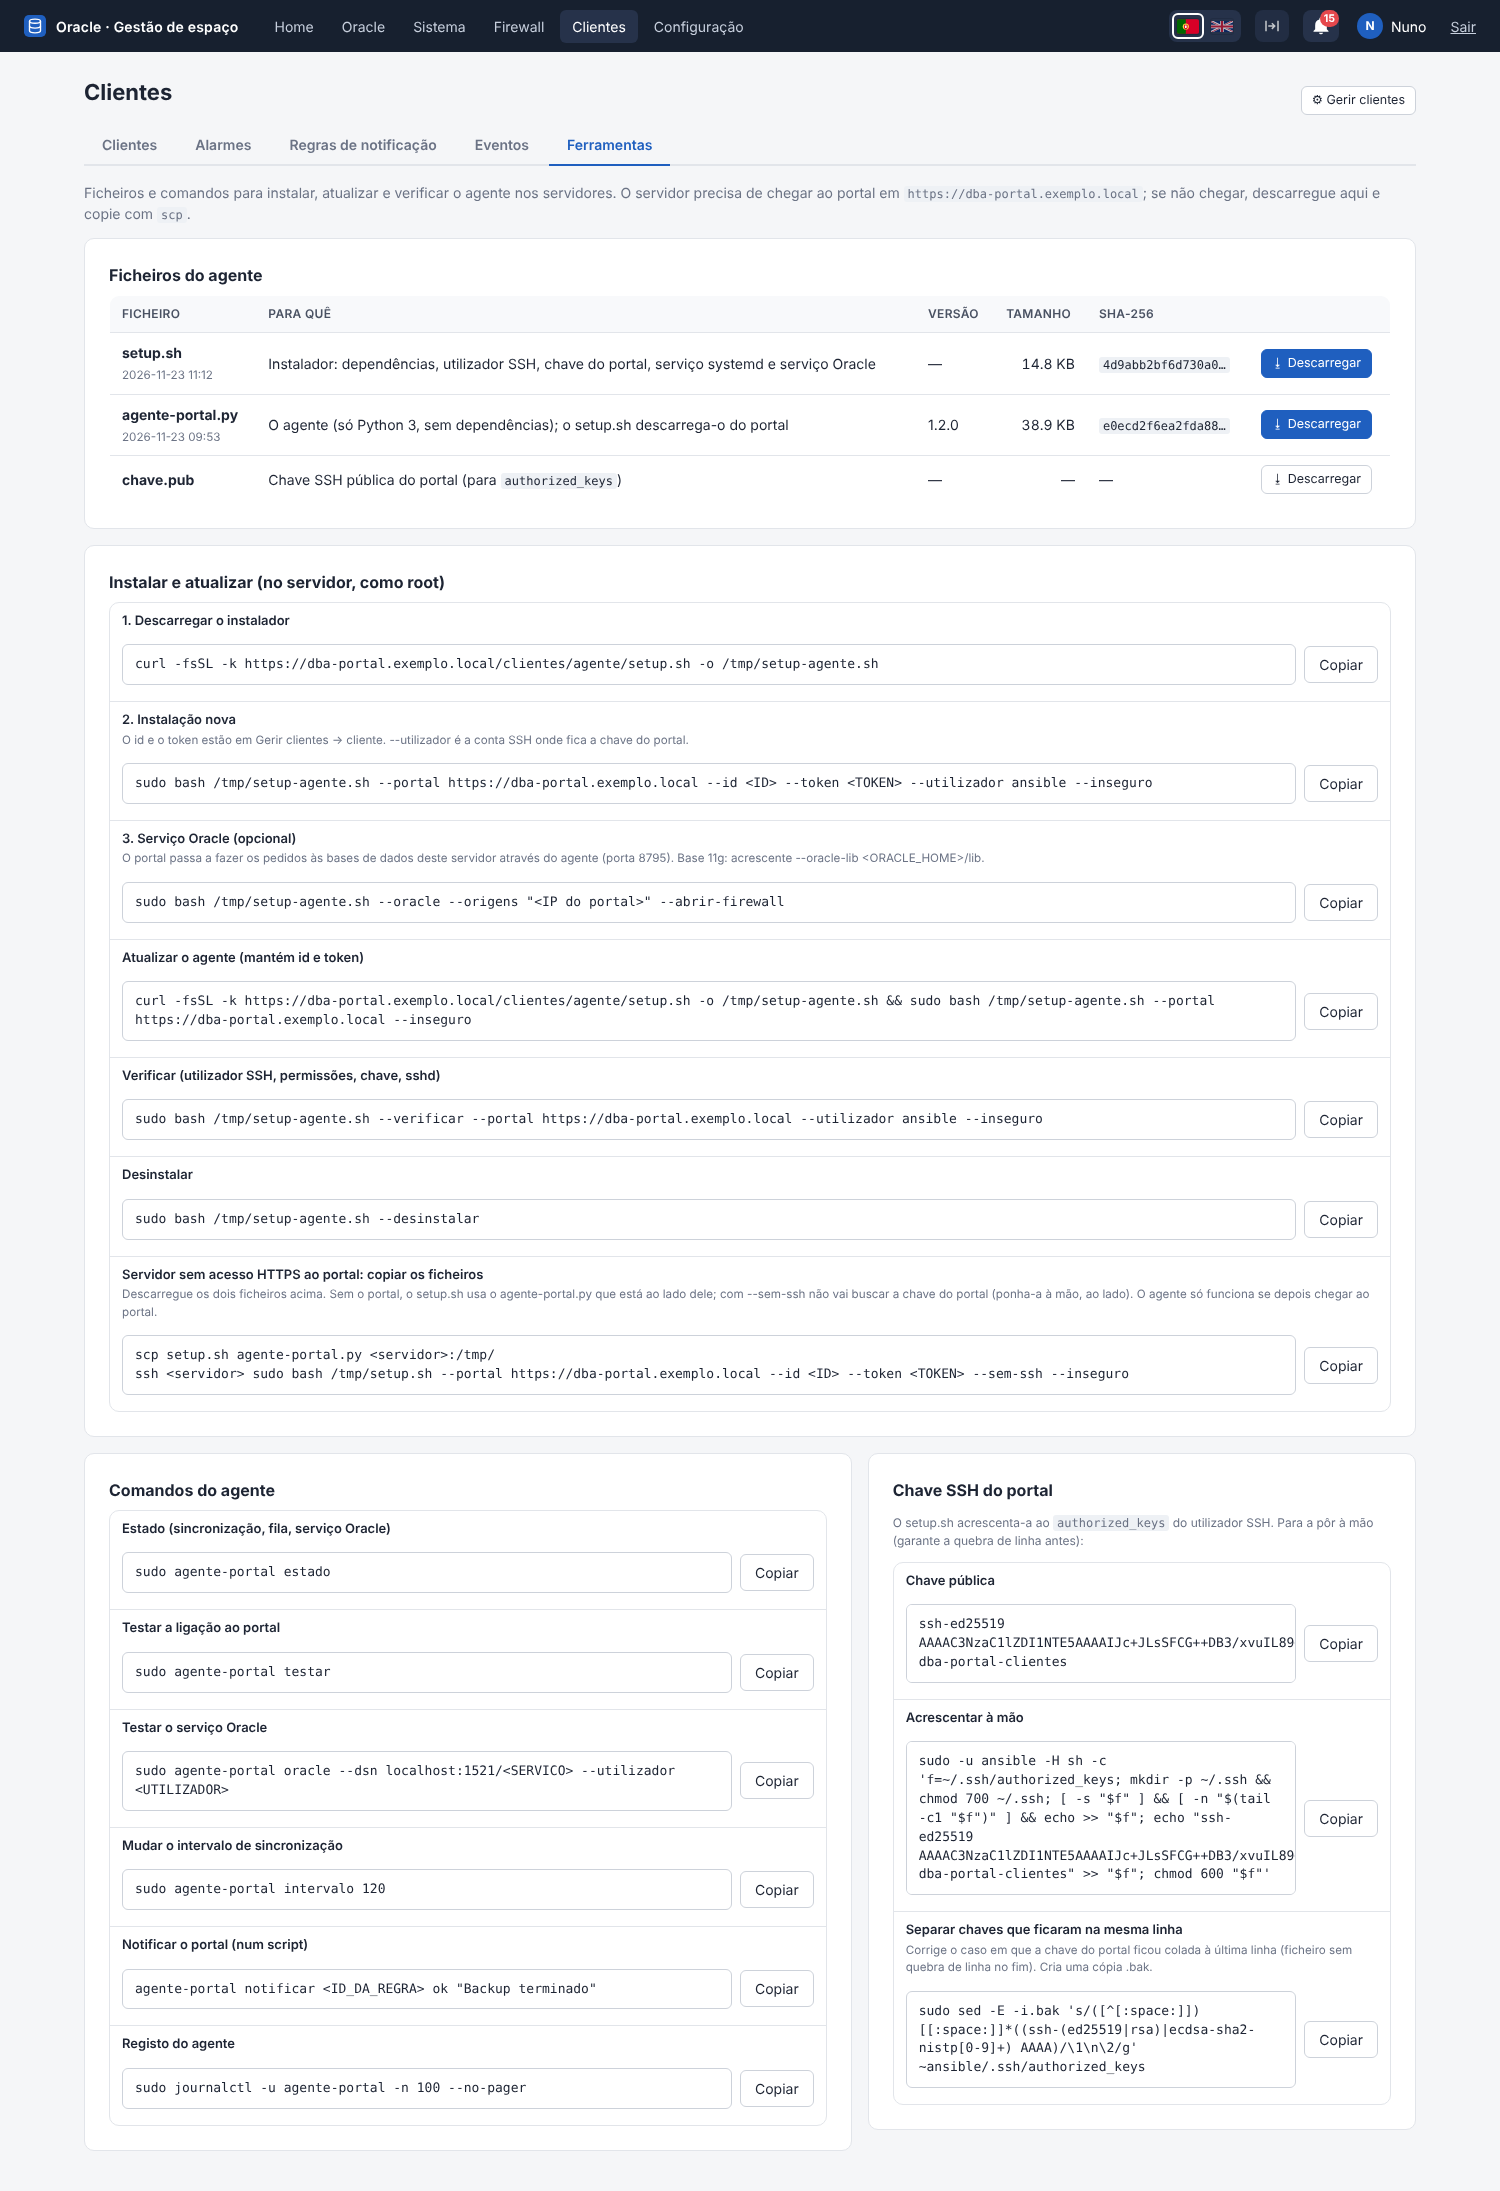 Oracle · Gestão de espaço Home Oracle Sistema Firewall Clientes Configuração 15 N Nuno Sair
Clientes
⚙ Gerir clientes
Clientes Alarmes Regras de notificação Eventos Ferramentas
Ficheiros e comandos para instalar, atualizar e verificar o agente nos servidores. O servidor precisa de chegar ao portal em https://dba-portal.exemplo.local; se não chegar, descarregue aqui e
copie com scp.
Ficheiros do agente
FICHEIRO PARA QUÊ VERSÃO TAMANHO SHA-256
setup.sh
2026-11-23 11:12
Instalador: dependências, utilizador SSH, chave do portal, serviço systemd e serviço Oracle — 14.8 KB 4d9abb2bf6d730a0… ⭳ Descarregar
agente-portal.py
2026-11-23 09:53
O agente (só Python 3, sem dependências); o setup.sh descarrega-o do portal 1.2.0 38.9 KB e0ecd2f6ea2fda88… ⭳ Descarregar
chave.pub Chave SSH pública do portal (para authorized_keys) — — — ⭳ Descarregar
Instalar e atualizar (no servidor, como root)
1. Descarregar o instalador
curl -fsSL -k https://dba-portal.exemplo.local/clientes/agente/setup.sh -o /tmp/setup-agente.sh Copiar
2. Instalação nova
O id e o token estão em Gerir clientes → cliente. --utilizador é a conta SSH onde fica a chave do portal.
sudo bash /tmp/setup-agente.sh --portal https://dba-portal.exemplo.local --id <ID> --token <TOKEN> --utilizador ansible --inseguro Copiar
3. Serviço Oracle (opcional)
O portal passa a fazer os pedidos às bases de dados deste servidor através do agente (porta 8795). Base 11g: acrescente --oracle-lib <ORACLE_HOME>/lib.
sudo bash /tmp/setup-agente.sh --oracle --origens "<IP do portal>" --abrir-firewall Copiar
Atualizar o agente (mantém id e token)
curl -fsSL -k https://dba-portal.exemplo.local/clientes/agente/setup.sh -o /tmp/setup-agente.sh && sudo bash /tmp/setup-agente.sh --portal
https://dba-portal.exemplo.local --inseguro
Copiar
Verificar (utilizador SSH, permissões, chave, sshd)
sudo bash /tmp/setup-agente.sh --verificar --portal https://dba-portal.exemplo.local --utilizador ansible --inseguro Copiar
Desinstalar
sudo bash /tmp/setup-agente.sh --desinstalar Copiar
Servidor sem acesso HTTPS ao portal: copiar os ficheiros
Descarregue os dois ficheiros acima. Sem o portal, o setup.sh usa o agente-portal.py que está ao lado dele; com --sem-ssh não vai buscar a chave do portal (ponha-a à mão, ao lado). O agente só funciona se depois chegar ao
portal.
scp setup.sh agente-portal.py <servidor>:/tmp/
ssh <servidor> sudo bash /tmp/setup.sh --portal https://dba-portal.exemplo.local --id <ID> --token <TOKEN> --sem-ssh --inseguro
Copiar
Comandos do agente
Estado (sincronização, fila, serviço Oracle)
sudo agente-portal estado Copiar
Testar a ligação ao portal
sudo agente-portal testar Copiar
Testar o serviço Oracle
sudo agente-portal oracle --dsn localhost:1521/<SERVICO> --utilizador
<UTILIZADOR>
Copiar
Mudar o intervalo de sincronização
sudo agente-portal intervalo 120 Copiar
Notificar o portal (num script)
agente-portal notificar <ID_DA_REGRA> ok "Backup terminado" Copiar
Registo do agente
sudo journalctl -u agente-portal -n 100 --no-pager Copiar
Chave SSH do portal
O setup.sh acrescenta-a ao authorized_keys do utilizador SSH. Para a pôr à mão
(garante a quebra de linha antes):
Chave pública
ssh-ed25519
AAAAC3NzaC1lZDI1NTE5AAAAIJc+JLsSFCG++DB3/xvuIL89
dba-portal-clientes
Copiar
Acrescentar à mão
sudo -u ansible -H sh -c
'f=~/.ssh/authorized_keys; mkdir -p ~/.ssh &&
chmod 700 ~/.ssh; [ -s "$f" ] && [ -n "$(tail
-c1 "$f")" ] && echo >> "$f"; echo "ssh-
ed25519
AAAAC3NzaC1lZDI1NTE5AAAAIJc+JLsSFCG++DB3/xvuIL89
dba-portal-clientes" >> "$f"; chmod 600 "$f"'
Copiar
Separar chaves que ficaram na mesma linha
Corrige o caso em que a chave do portal ficou colada à última linha (ficheiro sem
quebra de linha no fim). Cria uma cópia .bak.
sudo sed -E -i.bak 's/([^[:space:]])
[[:space:]]*((ssh-(ed25519|rsa)|ecdsa-sha2-
nistp[0-9]+) AAAA)/\1\n\2/g'
~ansible/.ssh/authorized_keys
Copiar